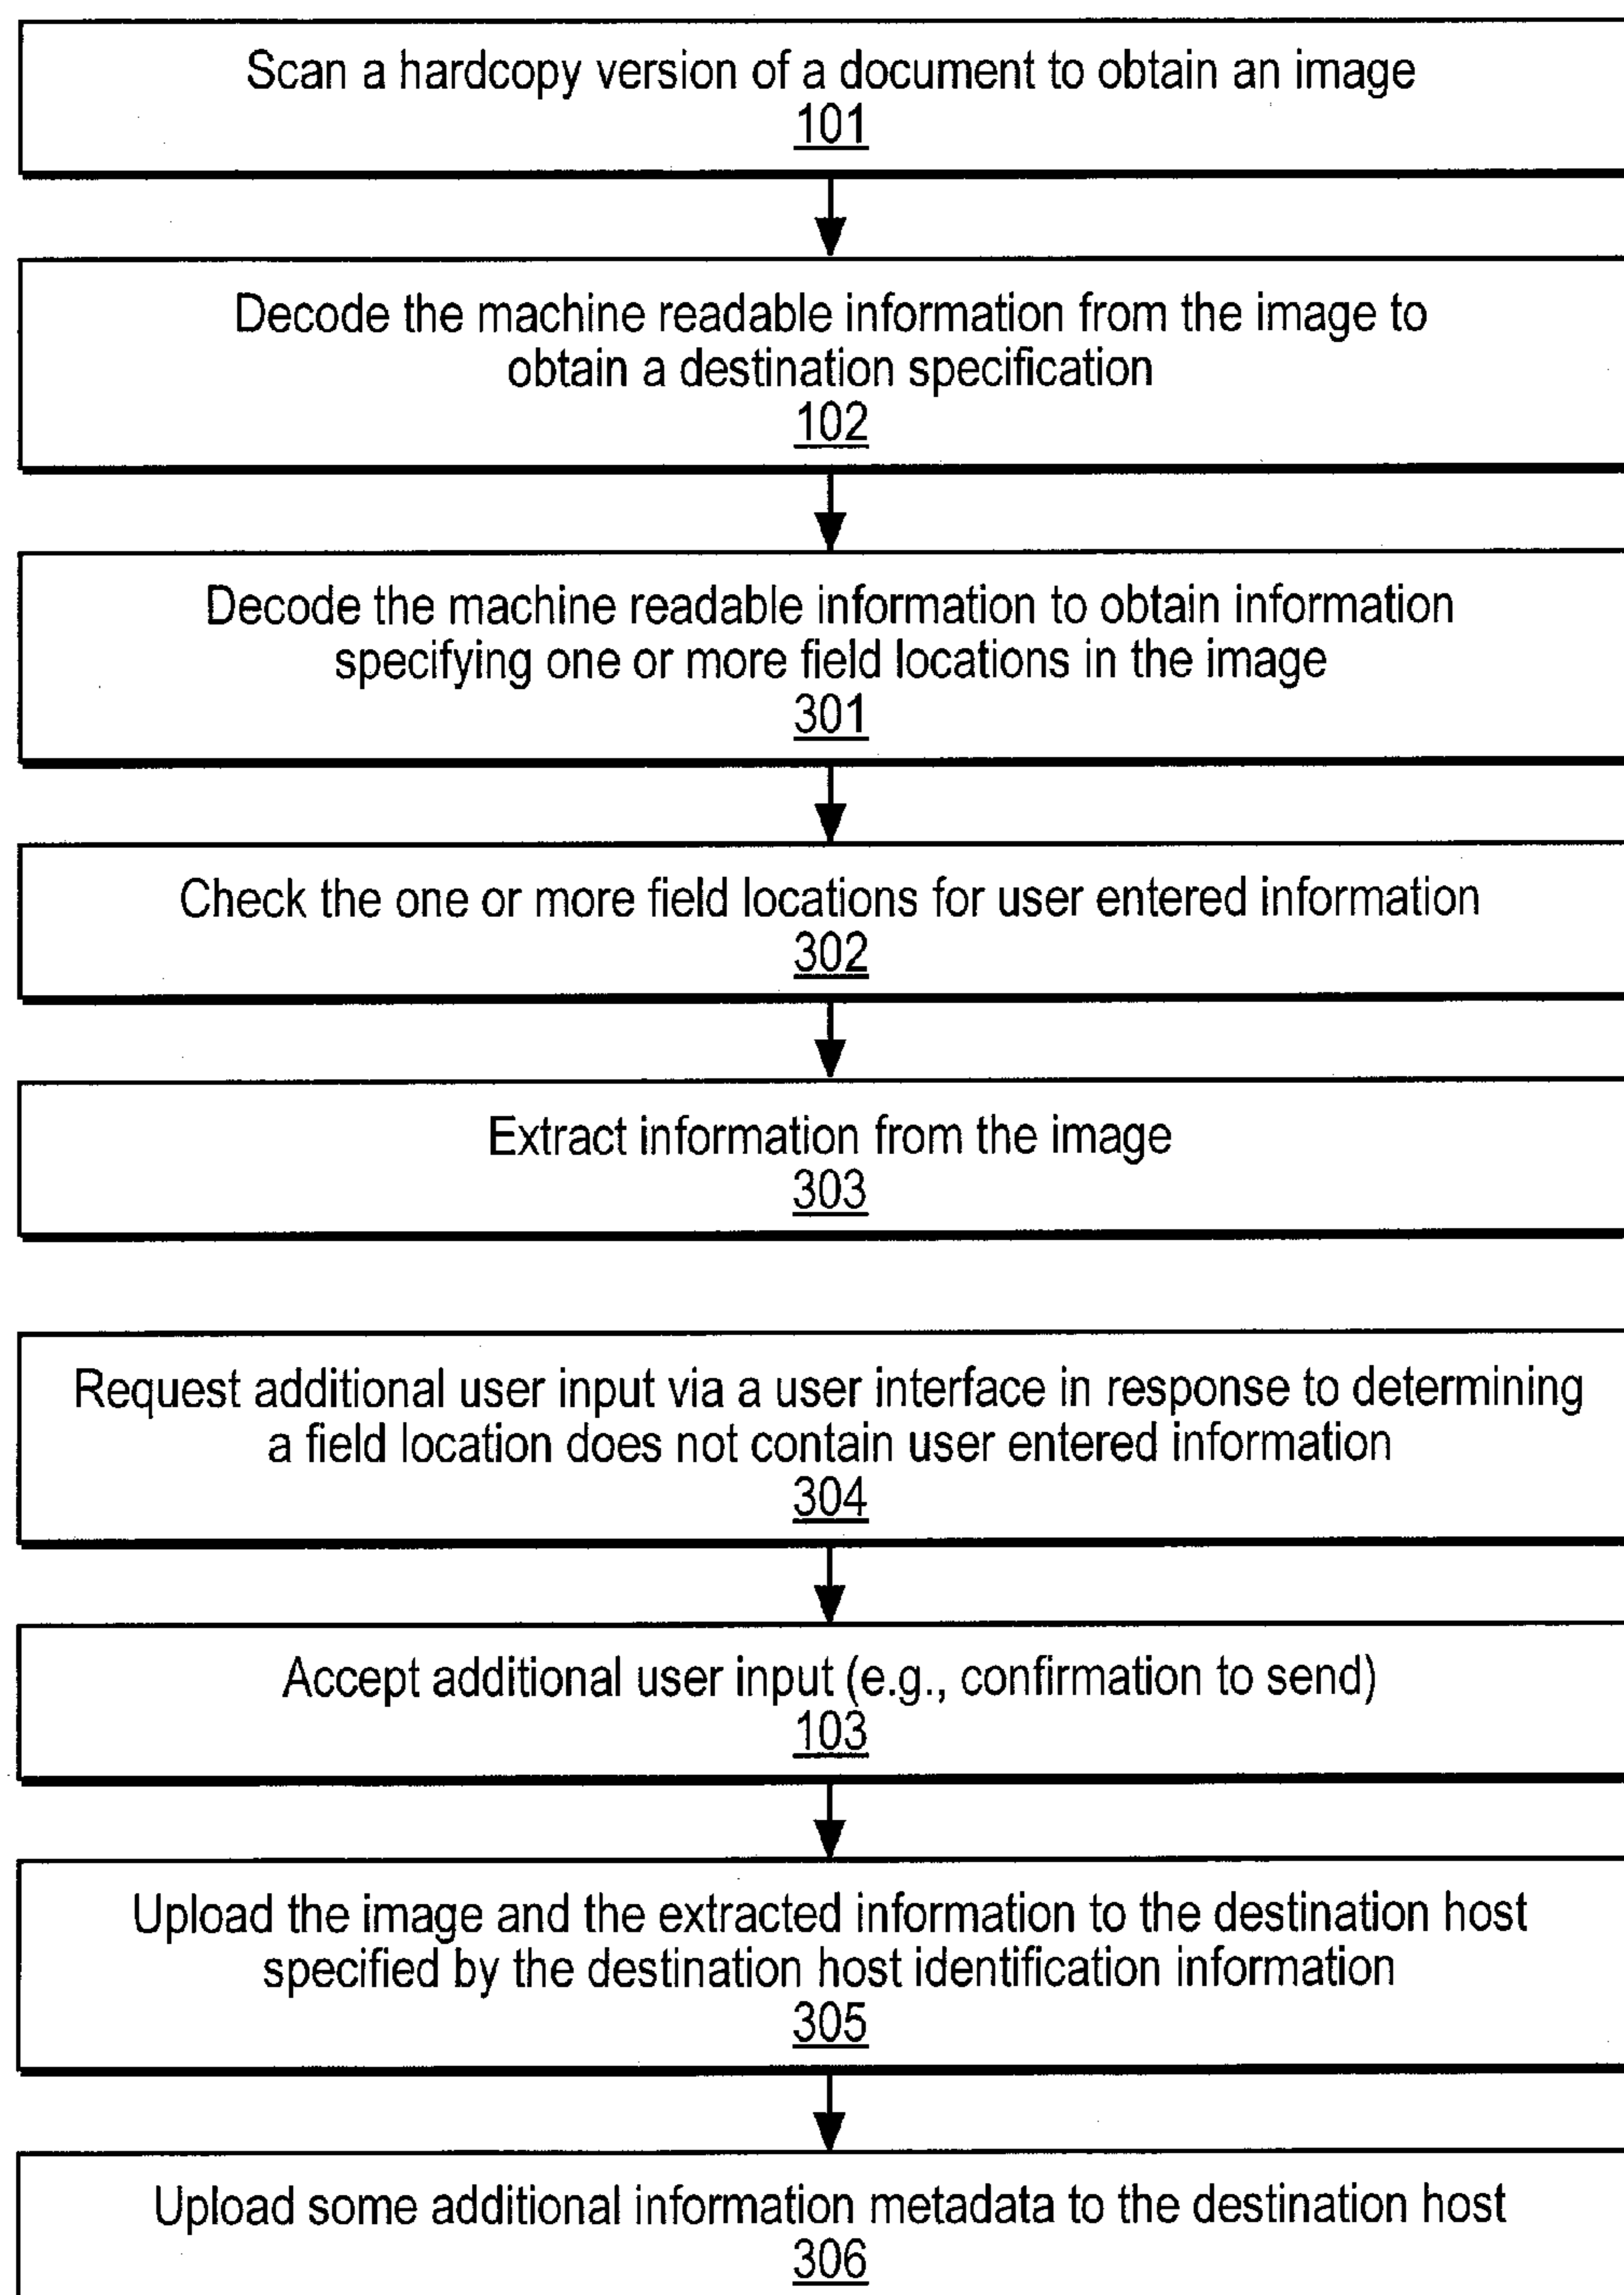 Scan a hardcopy version of a document to obtain an image
101
Decode the machine readable information from the image to
obtain a destination specification
102
Decode the machine readable information to obtain information
specifying one or more field locations in the image
301
Check the one or more field locations for user entered information
302
Extract information from the image
303
Request additional user input via a user interface in response to determining
a field location does not contain user entered information
304
Accept additional user input (e.g., confirmation to send)
103
Upload the image and the extracted information to the destination host
specified by the destination host identification information
305
Upload some additional information metadata to the destination host
306